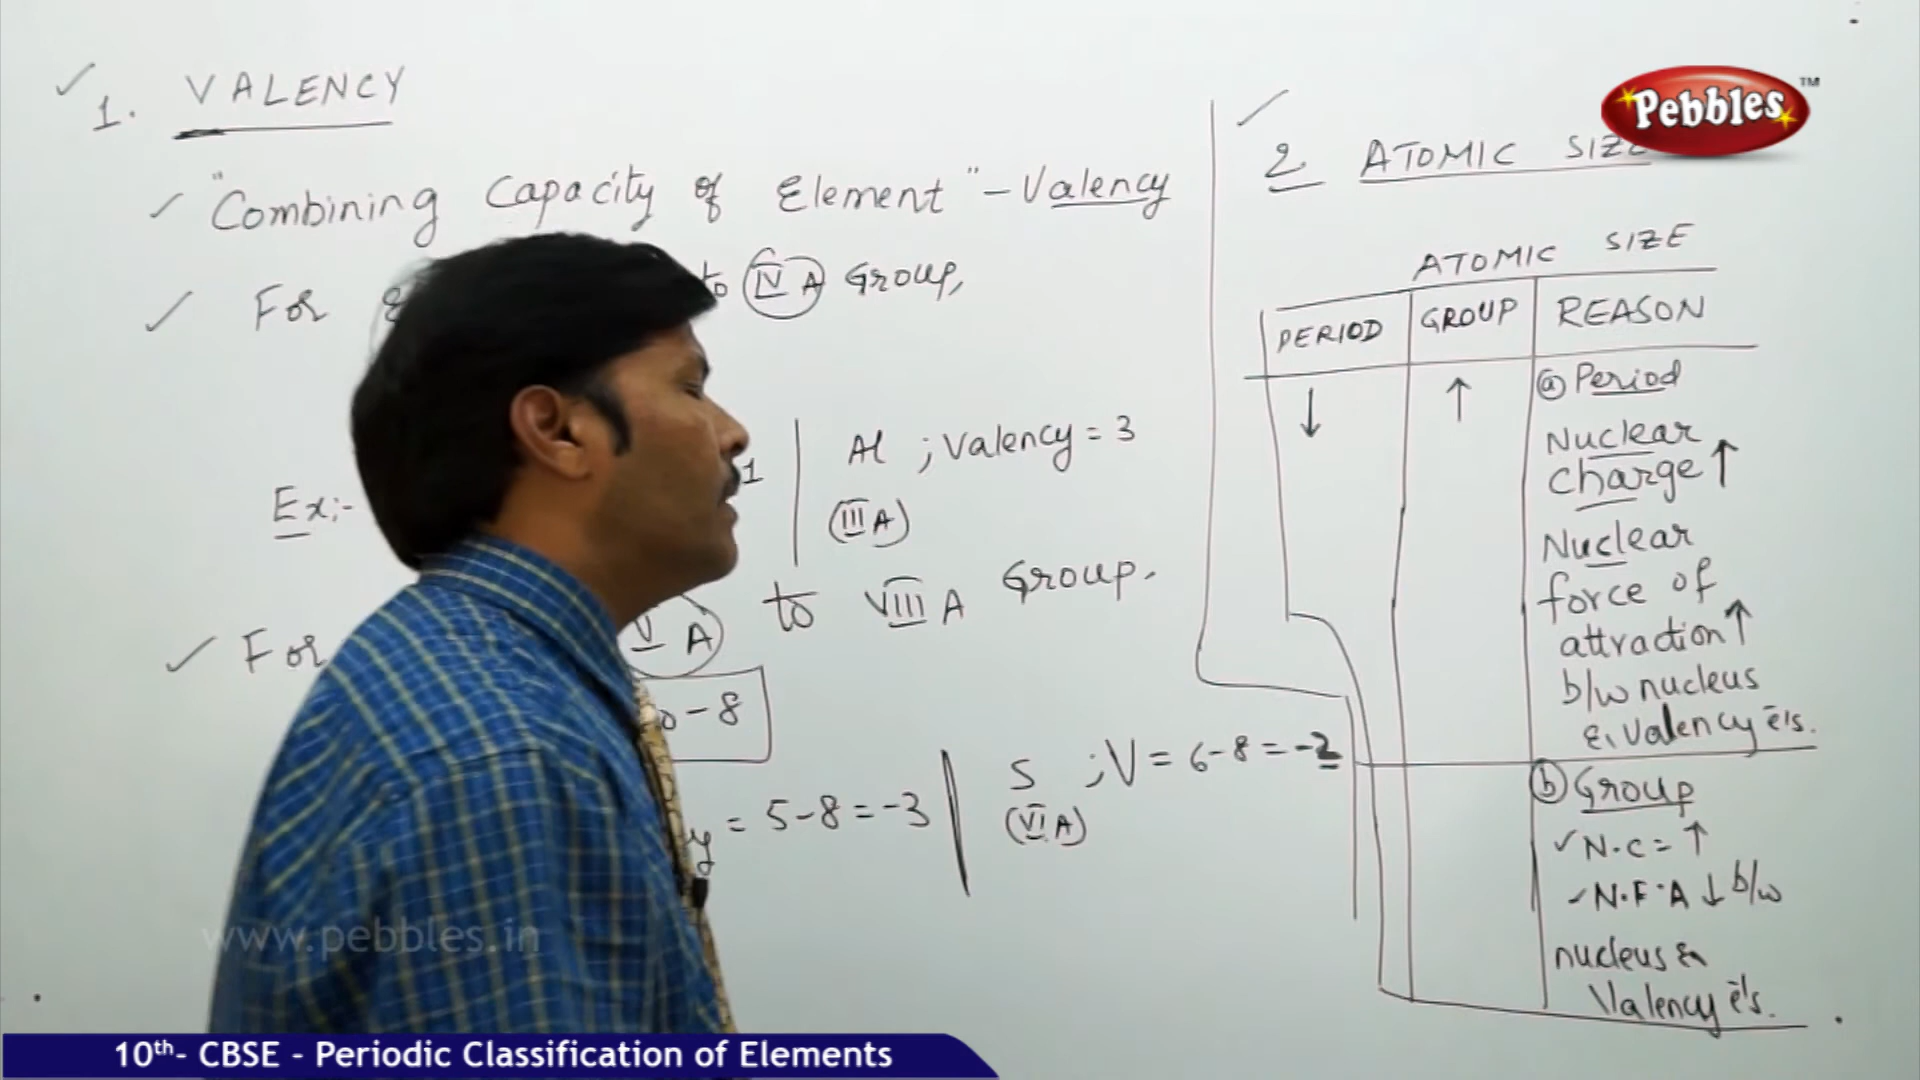 1. VALENCY
"Combining Capacity of Element" - Valency
For to IV A Group,
Ex:- 1 Al ; Valency = 3
(III A)
For V A to VIII A Group.
- 8
y = 5-8 = -3 S ; V = 6-8 = -2
(VI A)
Pebbles™
2 ATOMIC SIZE
ATOMIC SIZE
PERIOD GROUP REASON
↓ ↑ ⓐ Period
Nuclear
charge ↑
Nuclear
force of
attraction ↑
b/w nucleus
& Valency e̅'s.
ⓑ Group
✓ N.C = ↑
✓ N.F.A ↓ b/w
nucleus &
Valency e̅'s.
www.pebbles.in
10th- CBSE - Periodic Classification of Elements